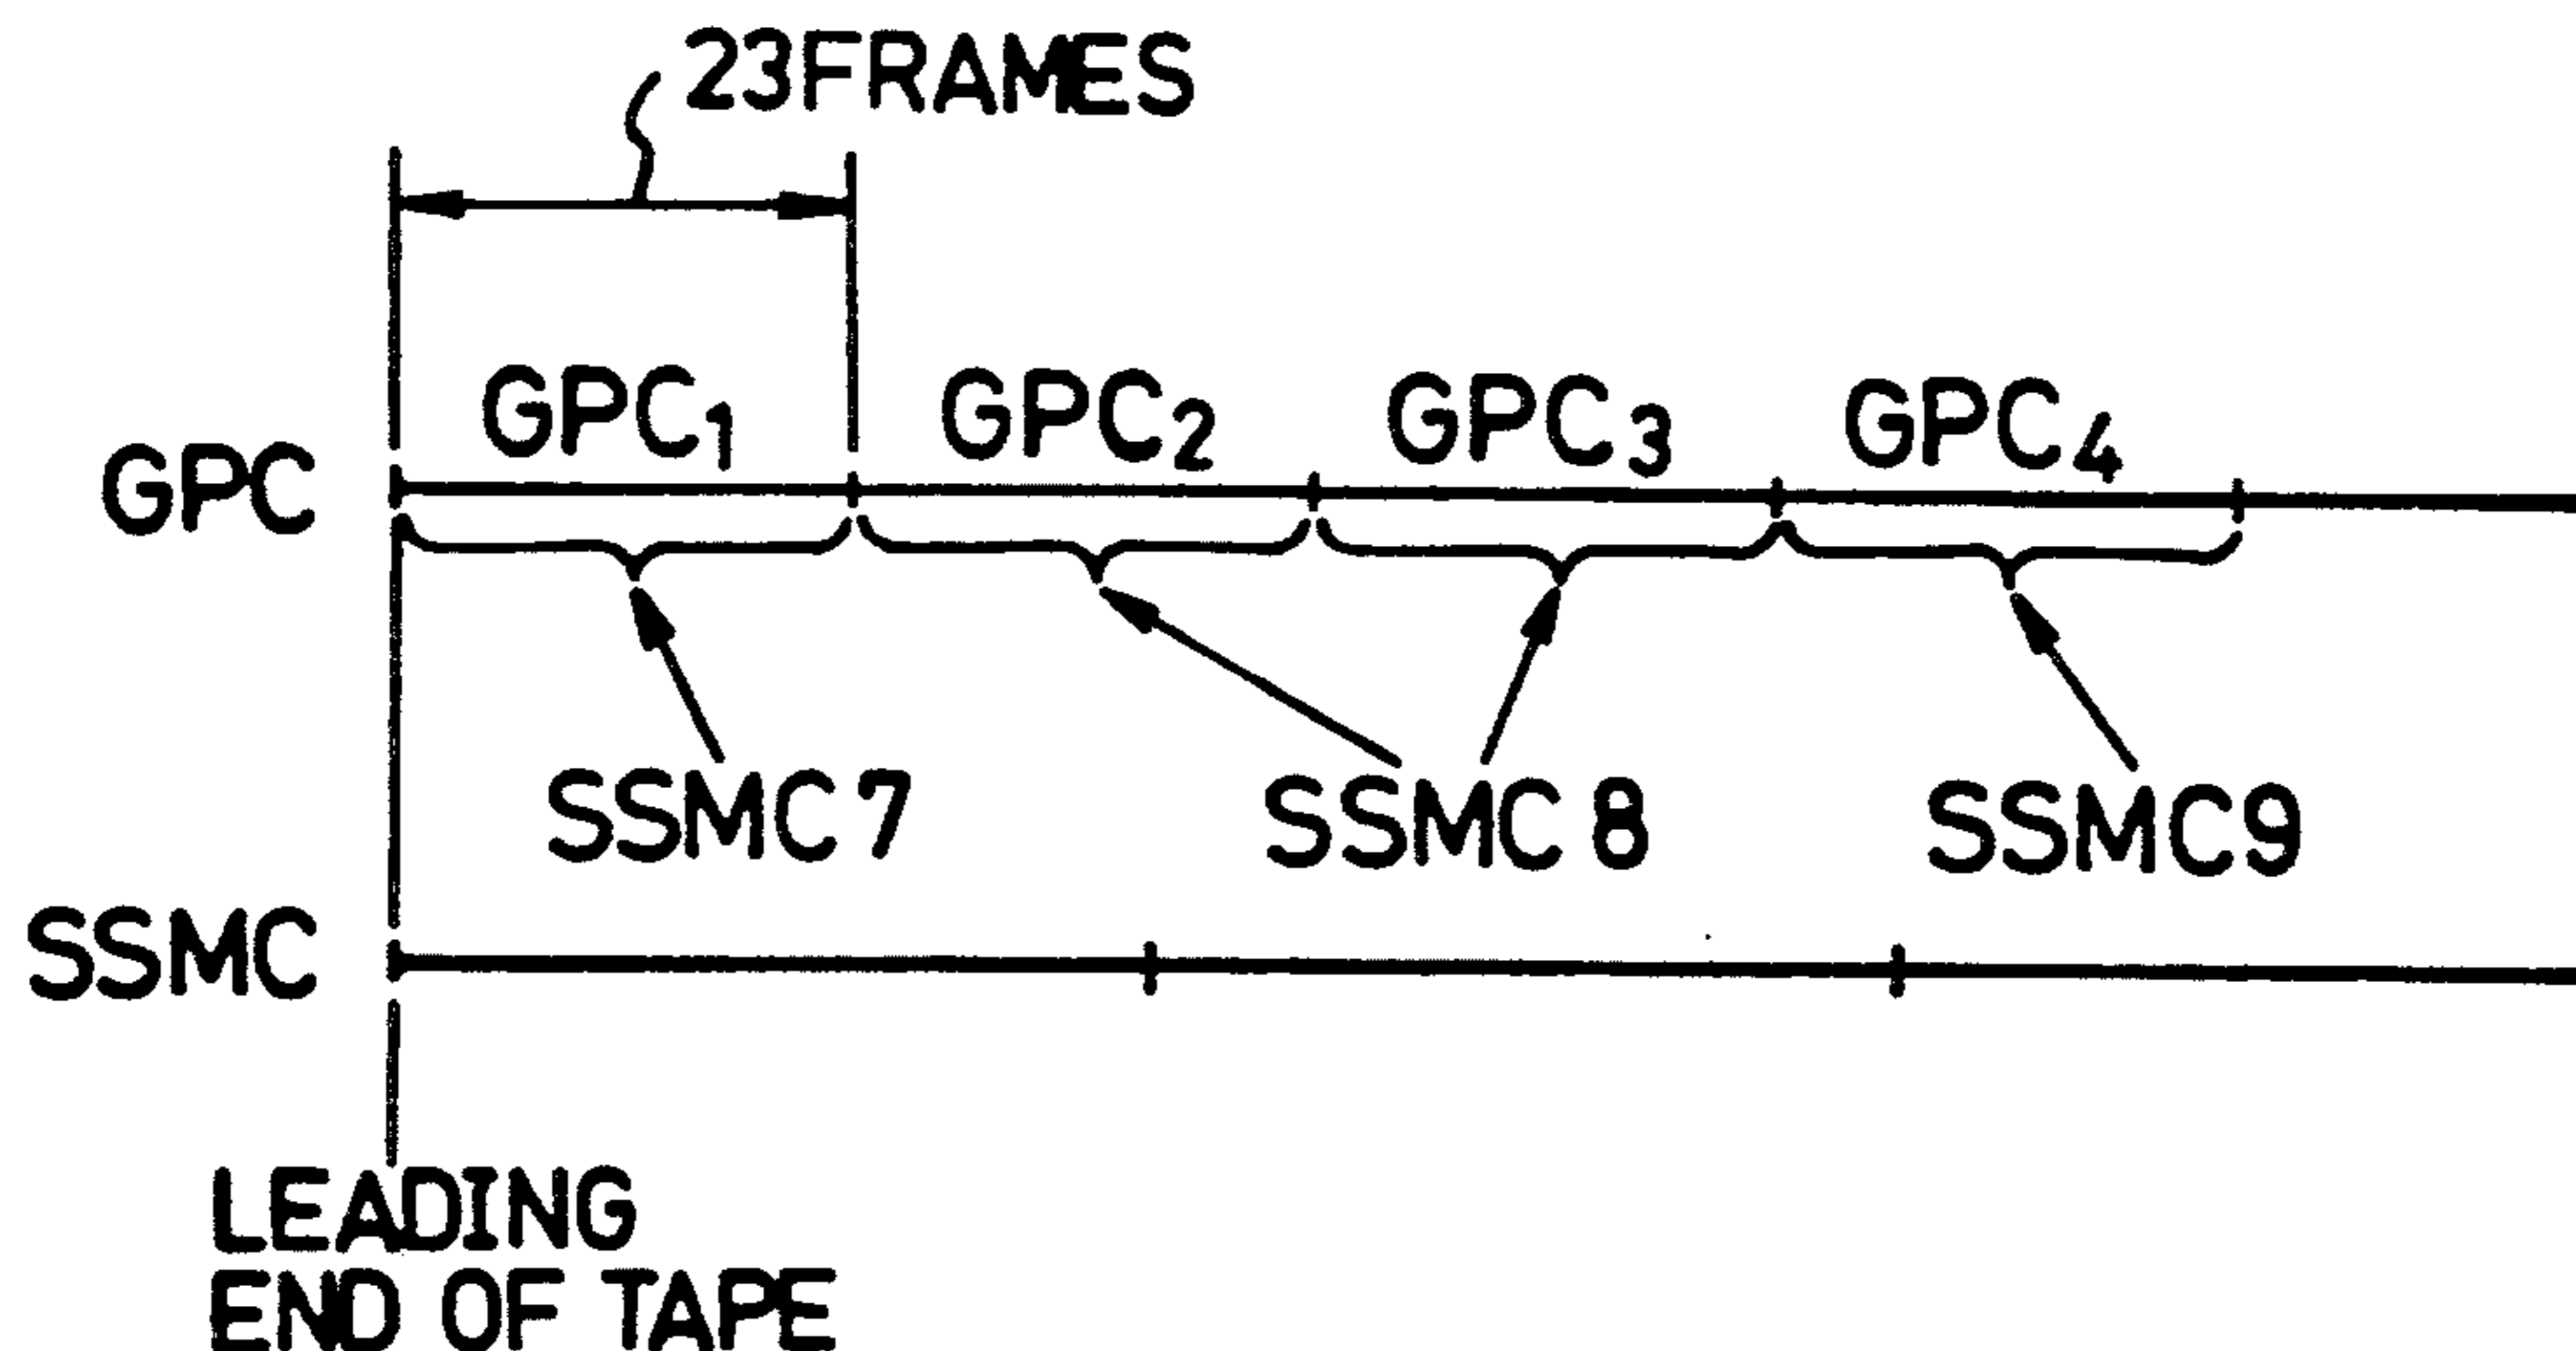 23FRAMES
GPC₁ GPC₂ GPC₃ GPC₄
GPC
SSMC7 SSMC8 SSMC9
SSMC
LEADING
END OF TAPE